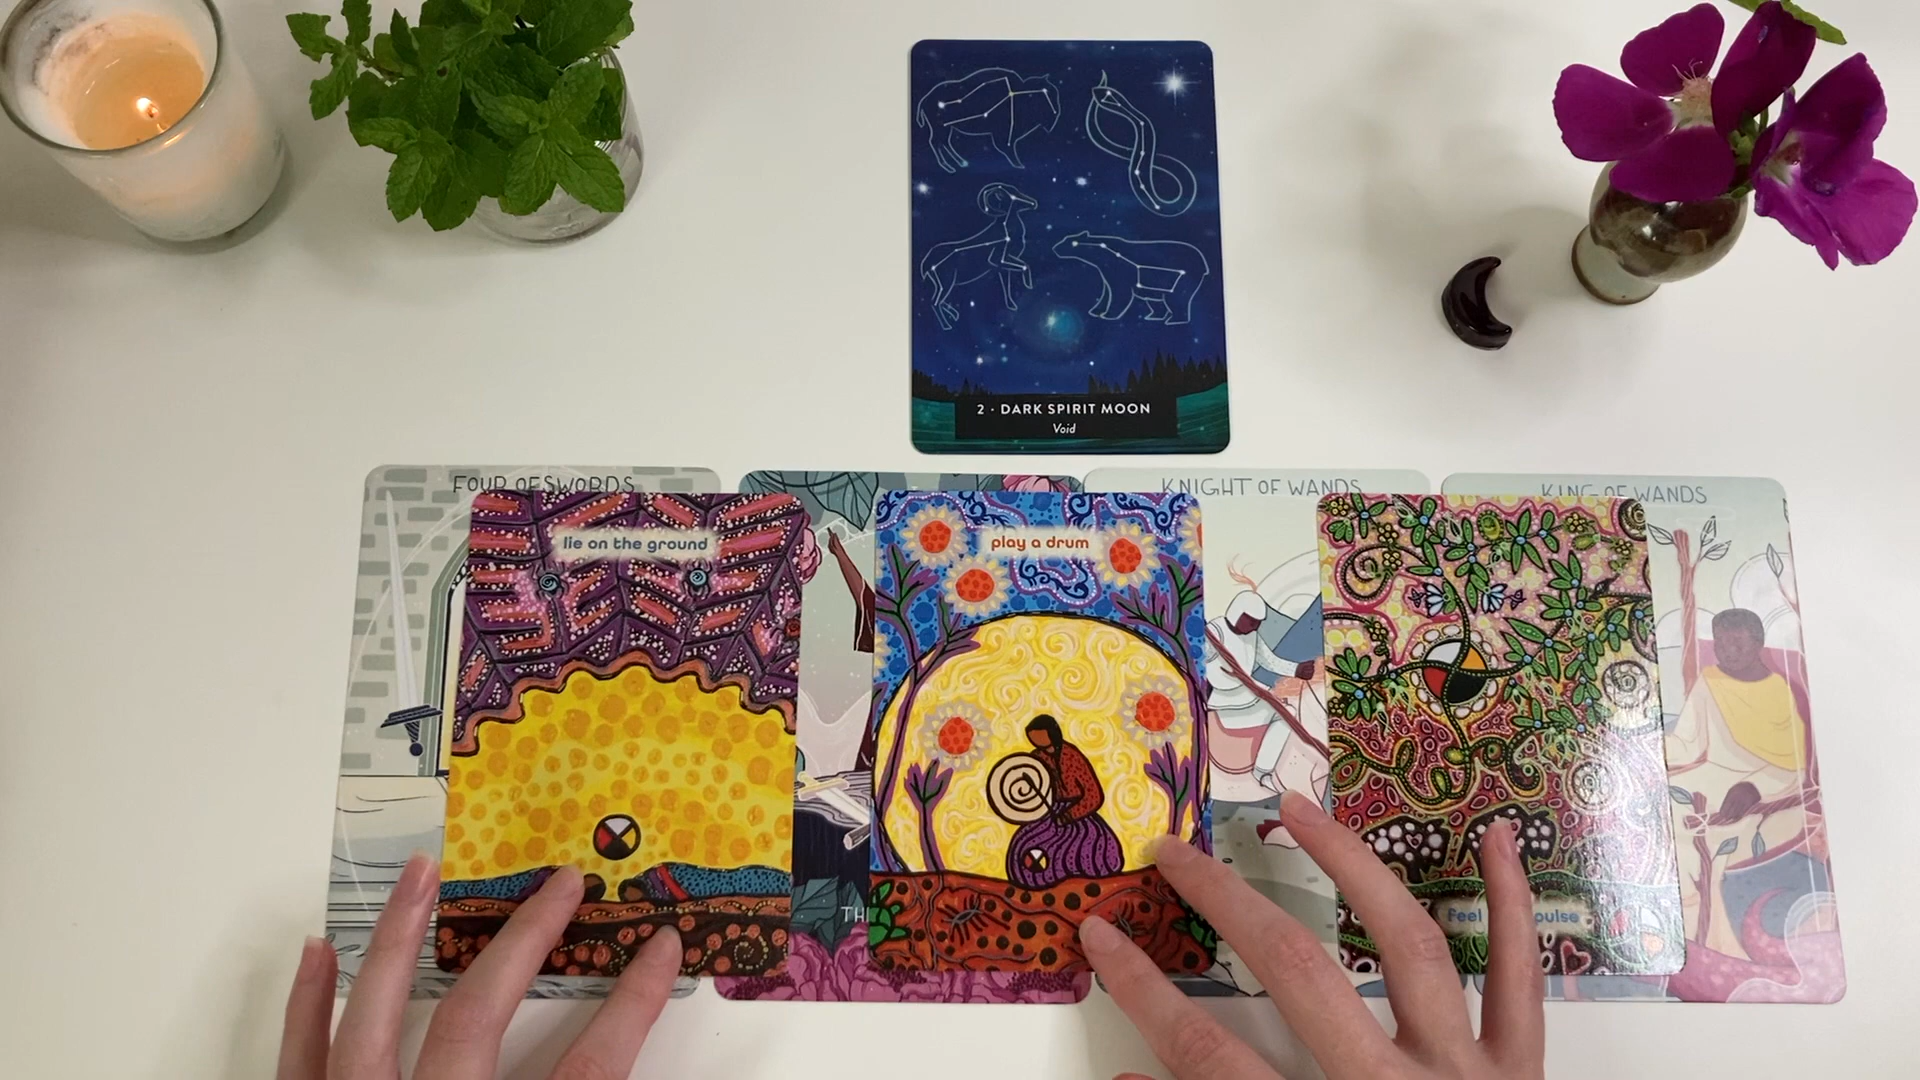 2 · DARK SPIRIT MOON
Void
FOUR OF SWORDS
KNIGHT OF WANDS
KING OF WANDS
lie on the ground
play a drum
TH
feel pulse